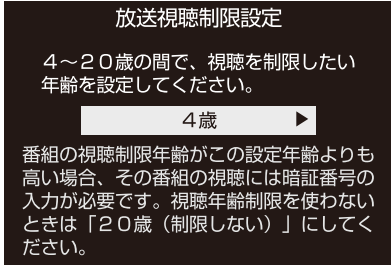 放送視聴制限設定
４～２０歳の間で、視聴を制限したい
年齢を設定してください。
４歳 ▶
番組の視聴制限年齢がこの設定年齢よりも
高い場合、その番組の視聴には暗証番号の
入力が必要です。視聴年齢制限を使わない
ときは「２０歳（制限しない）」にしてく
ださい。